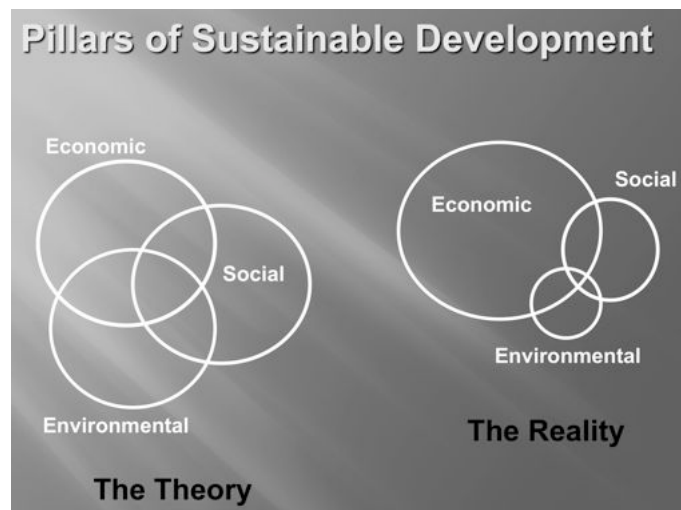 Pillars of Sustainable Development
Economic
Social
Environmental
The Theory
Economic
Social
Environmental
The Reality